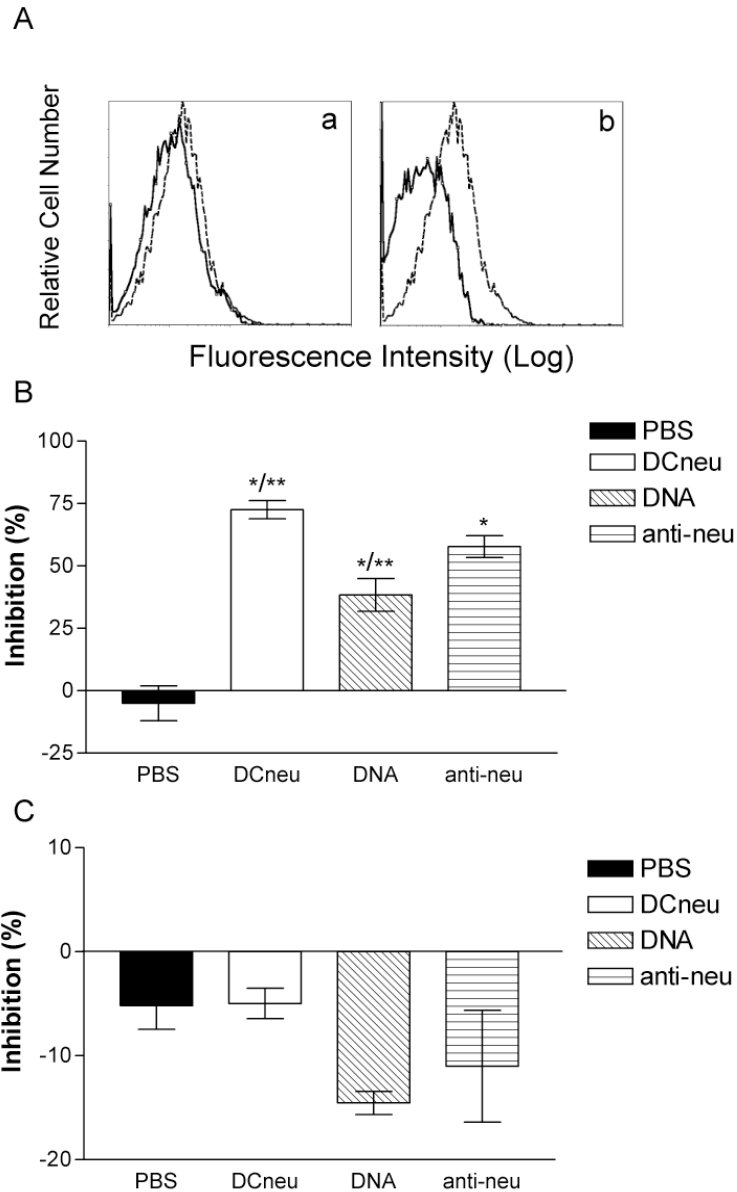 A
Relative Cell Number
a
b
Fluorescence Intensity (Log)
B
Inhibition (%)
100
75
50
25
0
-25
*/**
*/**
*
PBS
DCneu
DNA
anti-neu
PBS
DCneu
DNA
anti-neu
C
Inhibition (%)
10
0
-10
-20
PBS
DCneu
DNA
anti-neu
PBS
DCneu
DNA
anti-neu